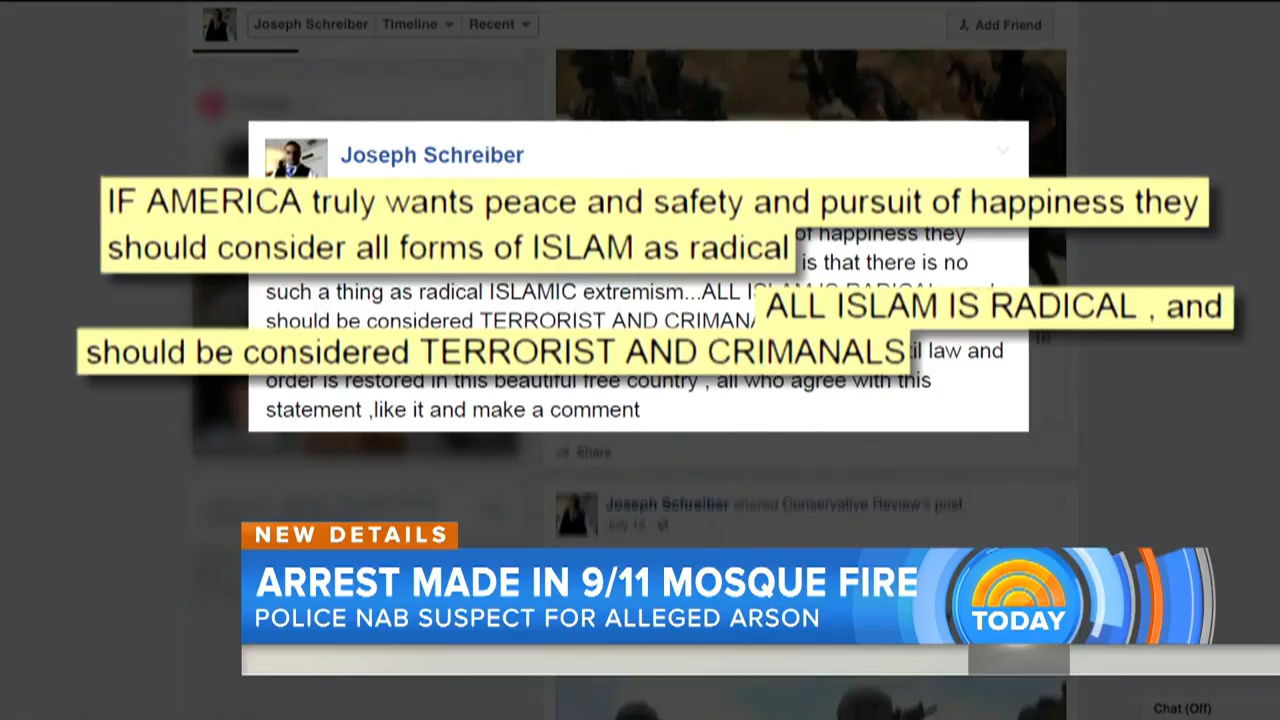 Joseph Schreiber Timeline Recent
Add Friend
Joseph Schreiber
IF AMERICA truly wants peace and safety and pursuit of happiness they
should consider all forms of ISLAM as radical
of happiness they
is that there is no
such a thing as radical ISLAMIC extremism...ALL
ALL ISLAM IS RADICAL , and
should be considered TERRORIST AND CRIMANA
should be considered TERRORIST AND CRIMANALS
law and
order is restored in this beautiful free country , all who agree with this
statement ,like it and make a comment
Share
Joseph Schreiber shared Conservative Review's post.
July 16
NEW DETAILS
ARREST MADE IN 9/11 MOSQUE FIRE
POLICE NAB SUSPECT FOR ALLEGED ARSON
TODAY
Chat (Off)